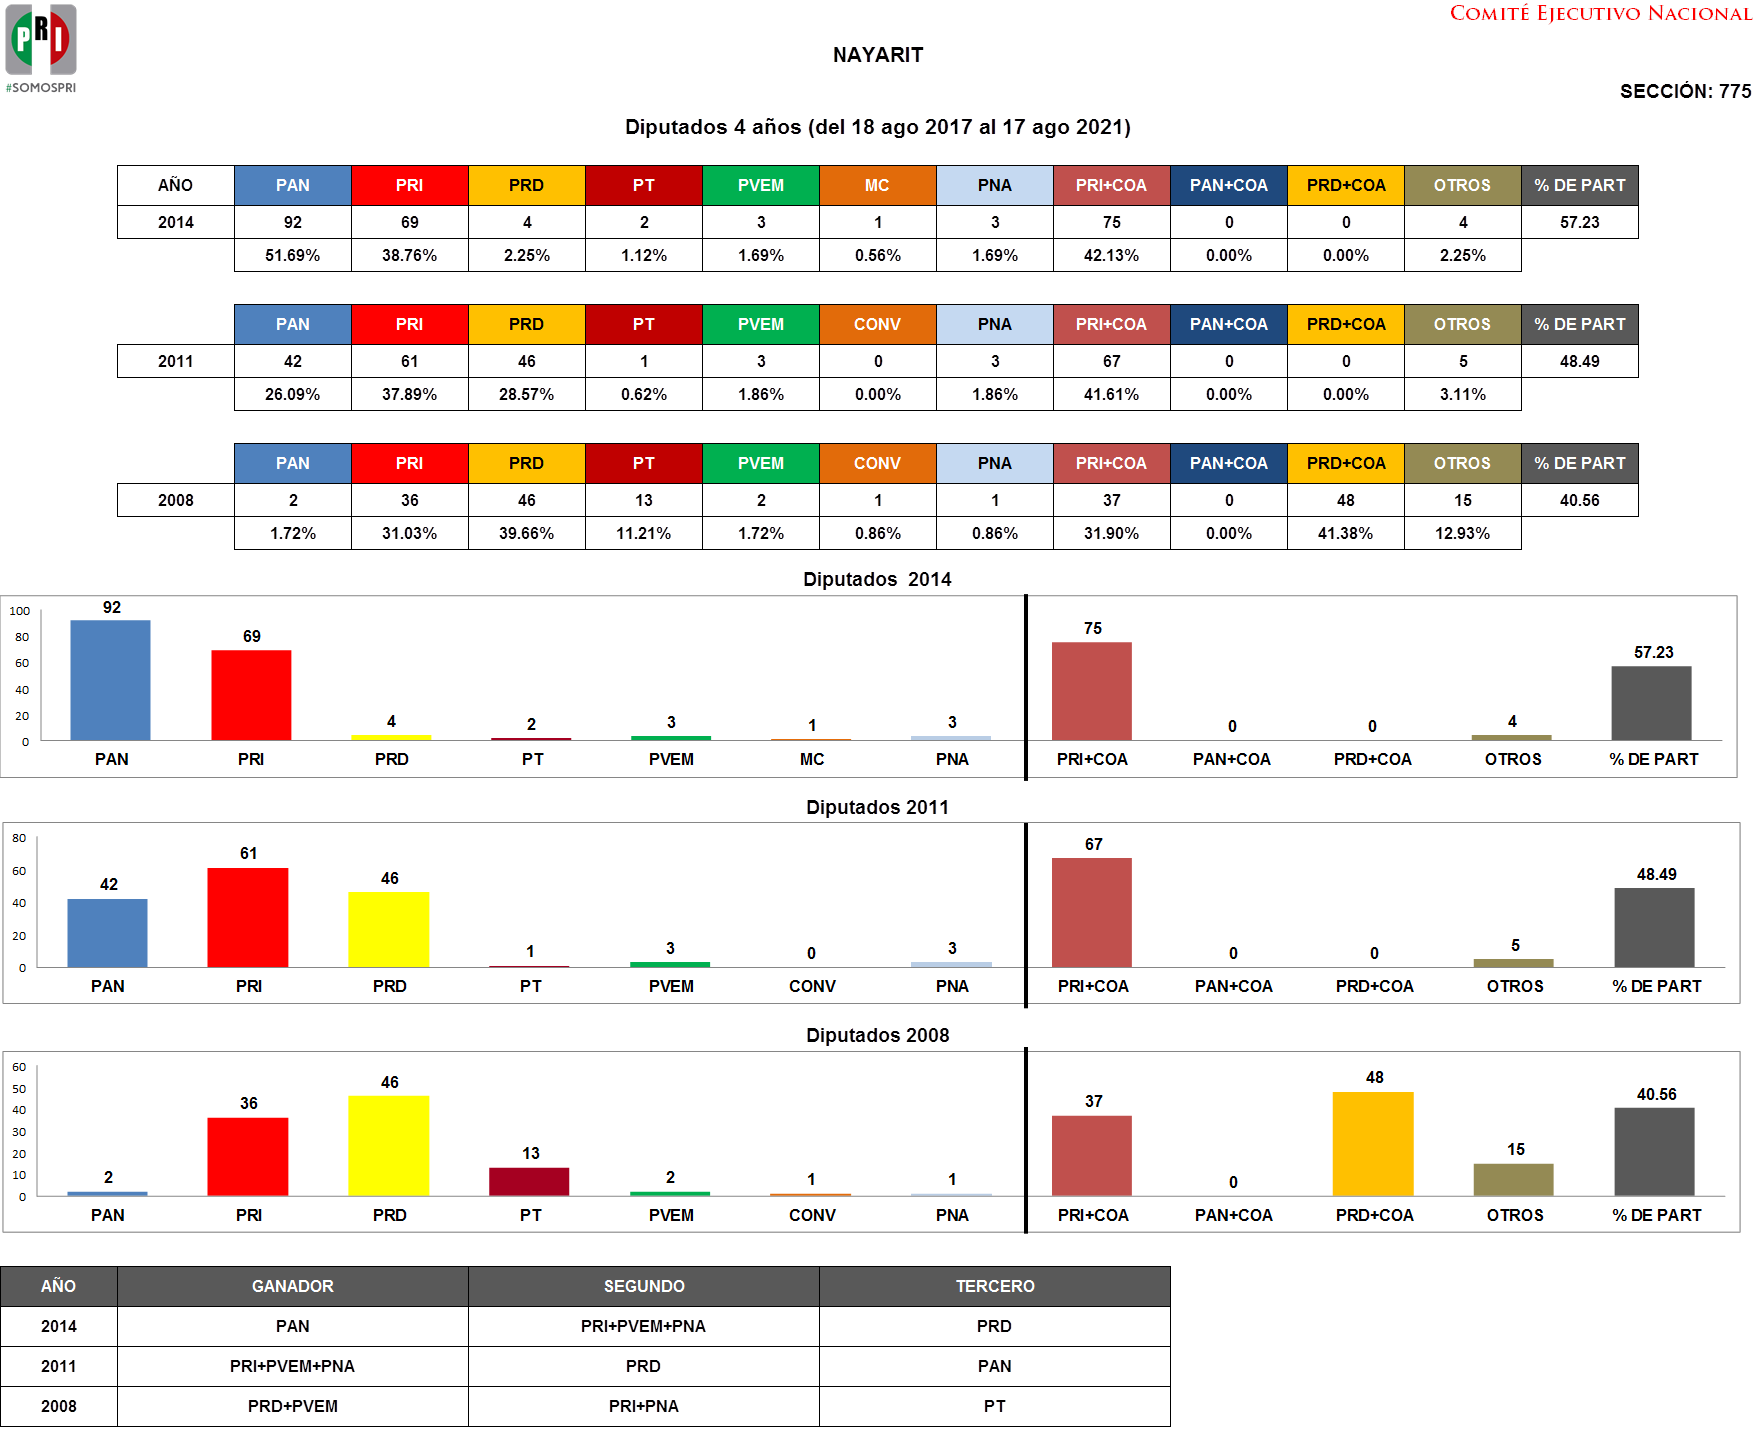 PRI
#SOMOSPRI
COMITÉ EJECUTIVO NACIONAL
NAYARIT
SECCIÓN: 775
Diputados 4 años (del 18 ago 2017 al 17 ago 2021)
AÑO PAN PRI PRD PT PVEM MC PNA PRI+COA PAN+COA PRD+COA OTROS % DE PART
2014 92 69 4 2 3 1 3 75 0 0 4 57.23
51.69% 38.76% 2.25% 1.12% 1.69% 0.56% 1.69% 42.13% 0.00% 0.00% 2.25%
PAN PRI PRD PT PVEM CONV PNA PRI+COA PAN+COA PRD+COA OTROS % DE PART
2011 42 61 46 1 3 0 3 67 0 0 5 48.49
26.09% 37.89% 28.57% 0.62% 1.86% 0.00% 1.86% 41.61% 0.00% 0.00% 3.11%
PAN PRI PRD PT PVEM CONV PNA PRI+COA PAN+COA PRD+COA OTROS % DE PART
2008 2 36 46 13 2 1 1 37 0 48 15 40.56
1.72% 31.03% 39.66% 11.21% 1.72% 0.86% 0.86% 31.90% 0.00% 41.38% 12.93%
Diputados 2014
100
80
60
40
20
0
92 69 4 2 3 1 3 75 0 0 4 57.23
PAN PRI PRD PT PVEM MC PNA PRI+COA PAN+COA PRD+COA OTROS % DE PART
Diputados 2011
80
60
40
20
0
42 61 46 1 3 0 3 67 0 0 5 48.49
PAN PRI PRD PT PVEM CONV PNA PRI+COA PAN+COA PRD+COA OTROS % DE PART
Diputados 2008
60
50
40
30
20
10
0
2 36 46 13 2 1 1 37 0 48 15 40.56
PAN PRI PRD PT PVEM CONV PNA PRI+COA PAN+COA PRD+COA OTROS % DE PART
AÑO GANADOR SEGUNDO TERCERO
2014 PAN PRI+PVEM+PNA PRD
2011 PRI+PVEM+PNA PRD PAN
2008 PRD+PVEM PRI+PNA PT